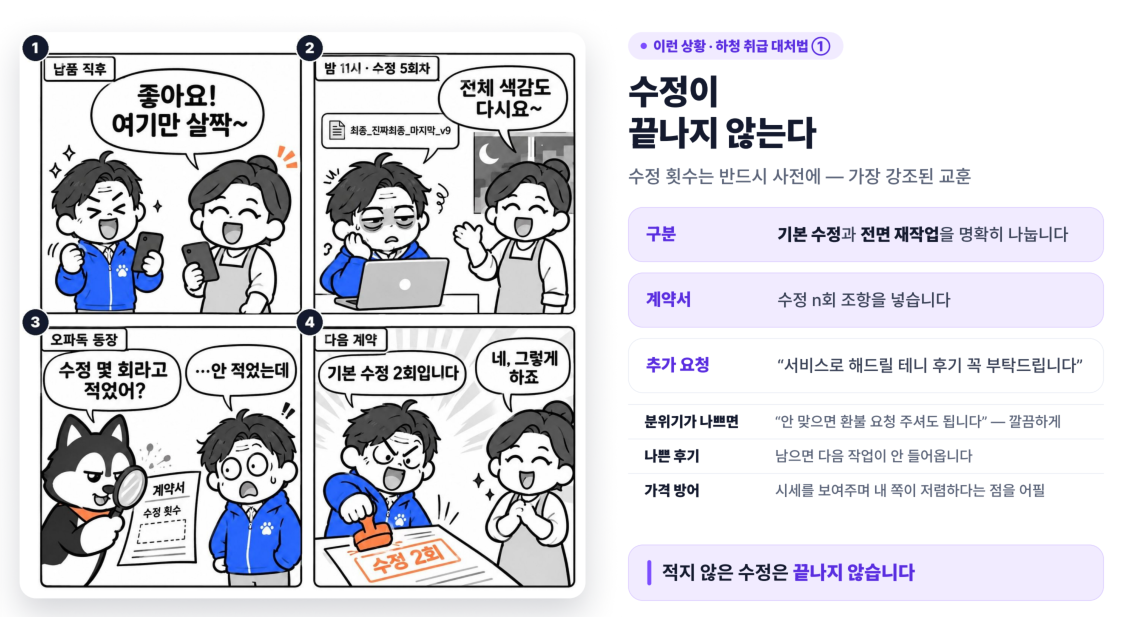 1
납품 직후
좋아요!
여기만 살짝~
2
밤 11시 · 수정 5회차
전체 색감도
다시요~
최종_진짜최종_마지막_v9
3
오파독 등장
수정 몇 회라고
적었어?
…안 적었는데
계약서
수정 횟수
4
다음 계약
기본 수정 2회입니다
네, 그렇게
하죠
수정 2회
이런 상황 · 하청 취급 대처법 ①
수정이
끝나지 않는다
수정 횟수는 반드시 사전에 — 가장 강조된 교훈
구분 기본 수정과 전면 재작업을 명확히 나눕니다
계약서 수정 n회 조항을 넣습니다
추가 요청 “서비스로 해드릴 테니 후기 꼭 부탁드립니다”
분위기가 나쁘면 “안 맞으면 환불 요청 주셔도 됩니다” — 깔끔하게
나쁜 후기 남으면 다음 작업이 안 들어옵니다
가격 방어 시세를 보여주며 내 쪽이 저렴하다는 점을 어필
적지 않은 수정은 끝나지 않습니다